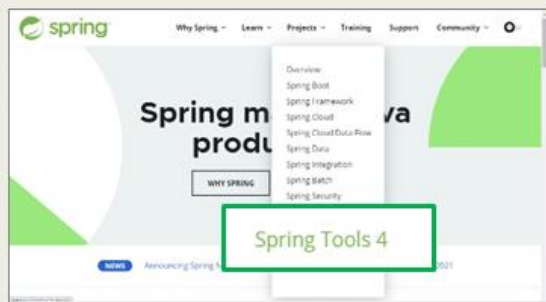 spring
Why Spring Learn Projects Training Support Community
Overview
Spring Boot
Spring Framework
Spring Cloud
Spring Cloud Data Flow
Spring Data
Spring Integration
Spring Batch
Spring Security
Spring m va
produ
WHY SPRING
Spring Tools 4
NEWS Announcing Spring N 2021